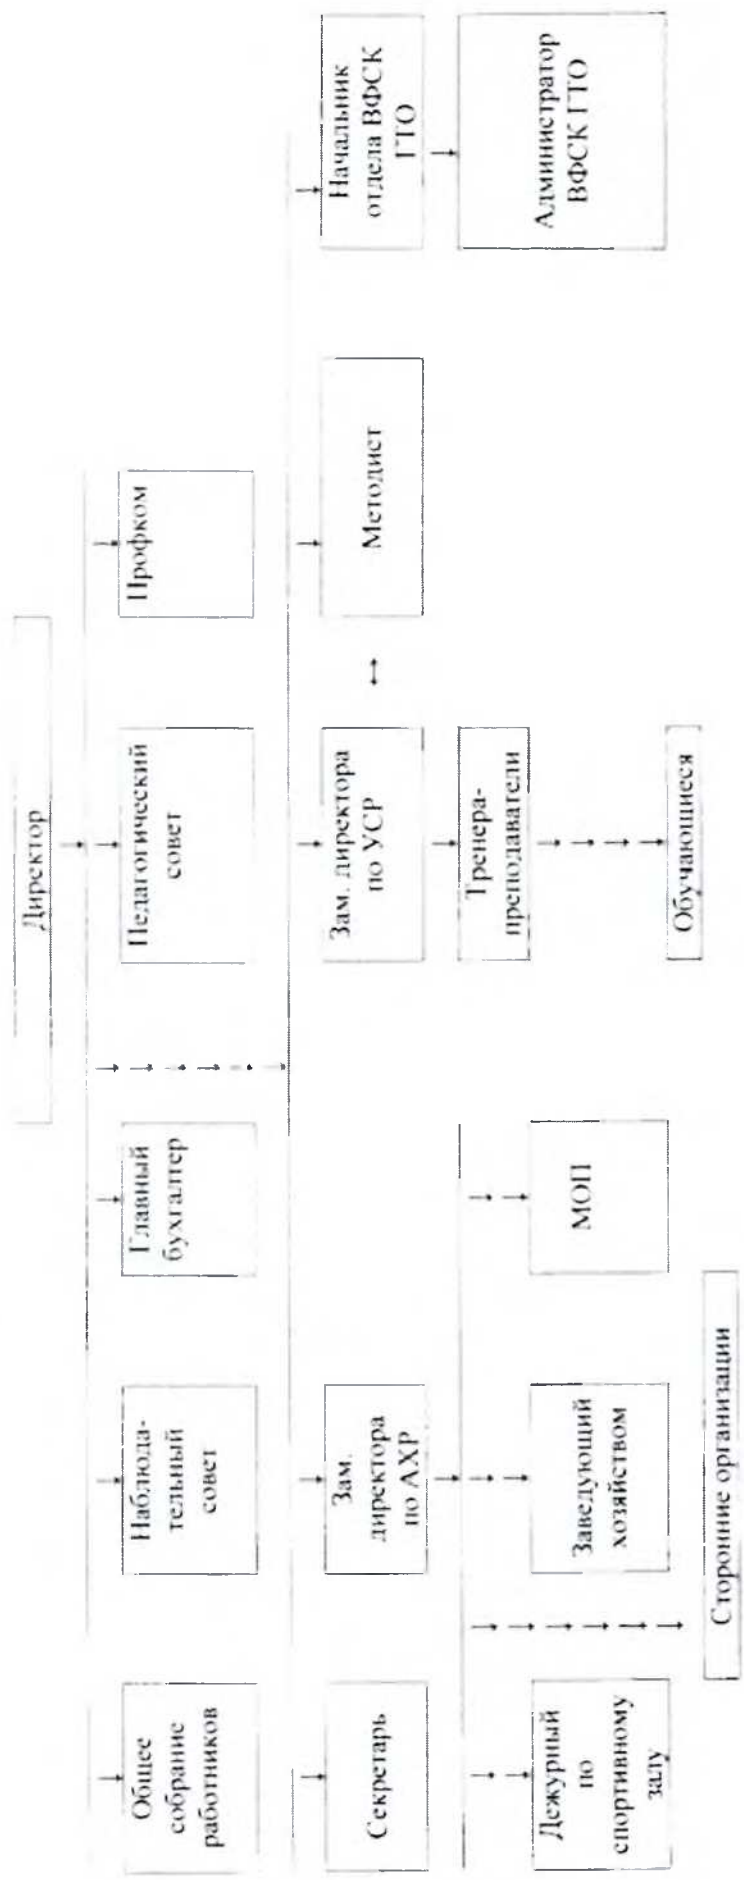 Директор
Общее
собрание
работников
Наблюда-
тельный
совет
Главный
бухгалтер
Педагогический
совет
Профком
Секретарь
Зам.
директора
по АХР
Зам. директора
по УСР
Методист
Начальник
отдела ВФСК
ГТО
Дежурный
по
спортивному
залу
Заведующий
хозяйством
МОП
Тренера-
преподаватели
Администратор
ВФСК ГТО
Сторонние организации
Обучающиеся